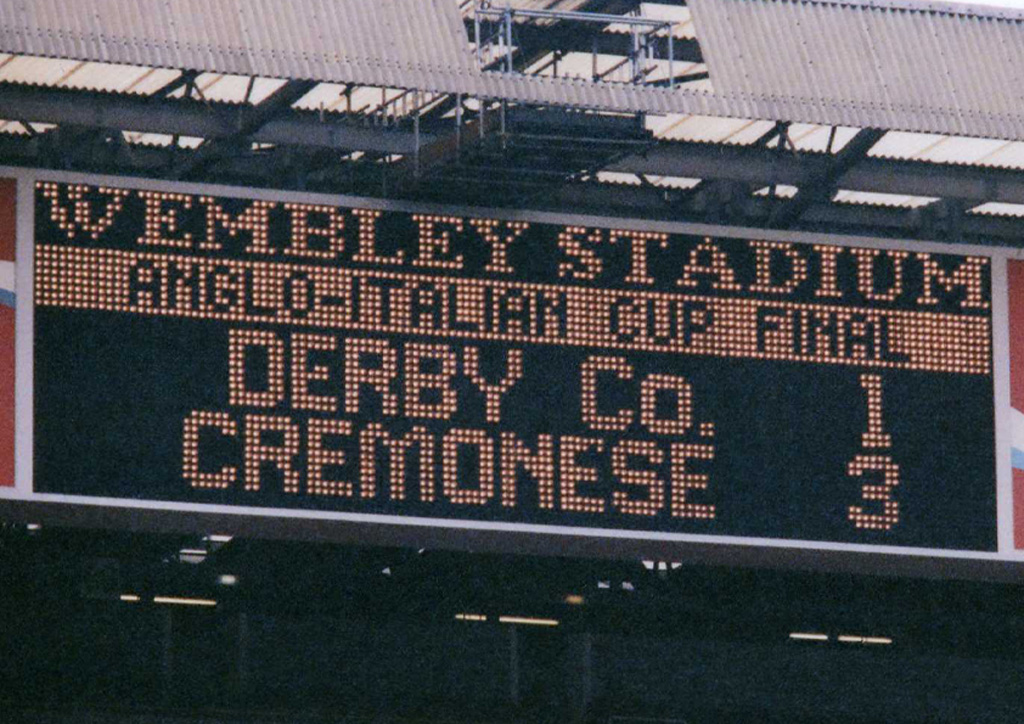 WEMBLEY STADIUM
ANGLO-ITALIAN CUP FINAL
DERBY Co. 1
CREMONESE 3